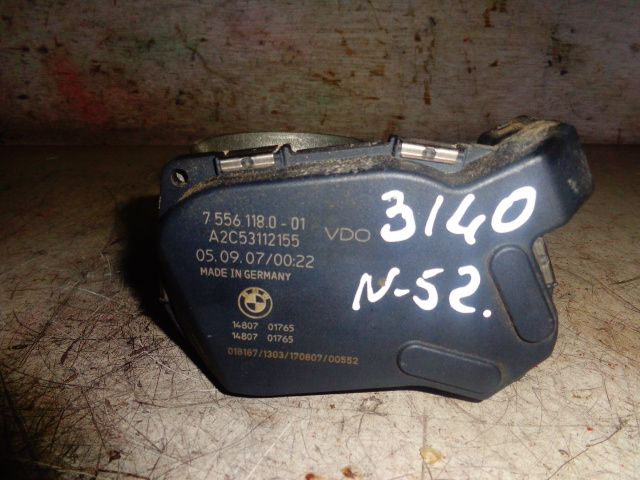 7 556 118.0 - 01
A2C53112155
VDO
05.09.07/00:22
MADE IN GERMANY
BMW
14807 01765
14807 01765
018167/1303/170807/00552
3140
N-52.